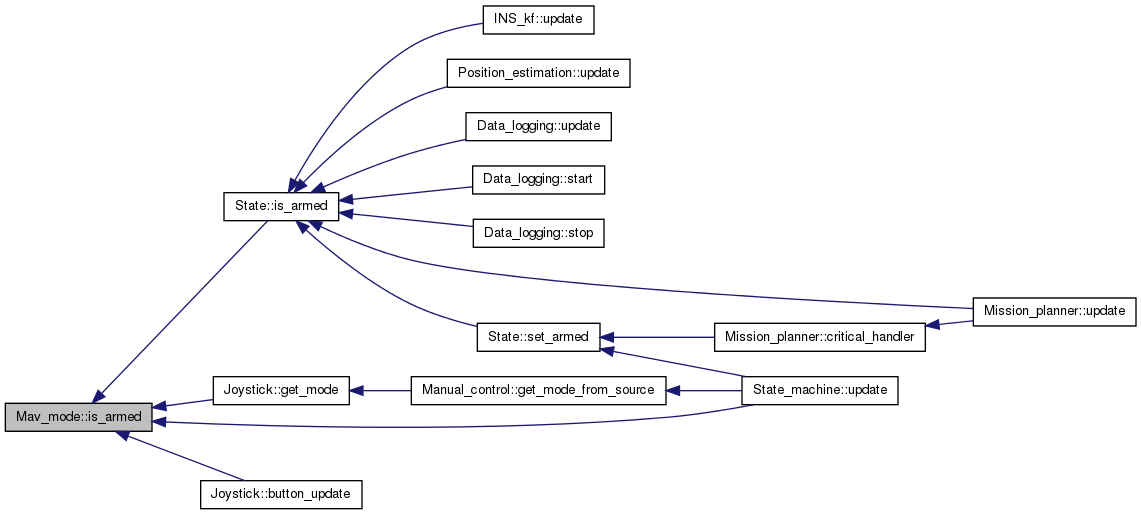 INS_kf::update
Position_estimation::update
Data_logging::update
Data_logging::start
State::is_armed
Data_logging::stop
Mission_planner::update
State::set_armed
Mission_planner::critical_handler
Joystick::get_mode
Manual_control::get_mode_from_source
State_machine::update
Mav_mode::is_armed
Joystick::button_update